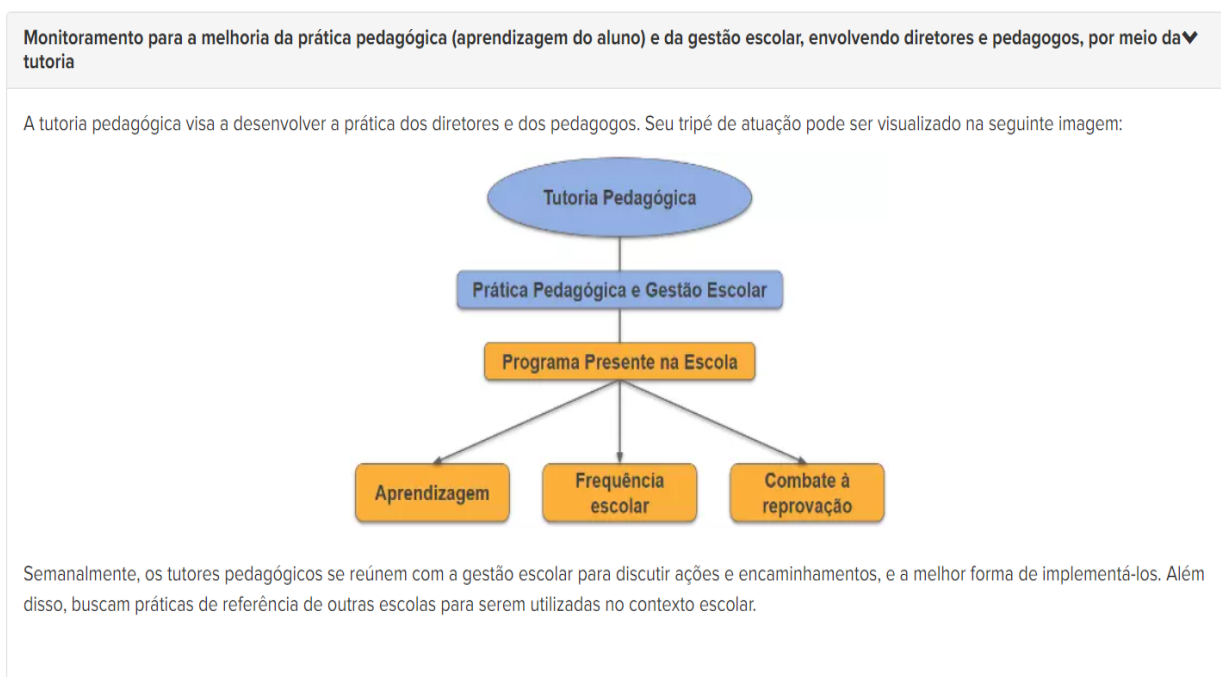 Monitoramento para a melhoria da prática pedagógica (aprendizagem do aluno) e da gestão escolar, envolvendo diretores e pedagogos, por meio da
tutoria
A tutoria pedagógica visa a desenvolver a prática dos diretores e dos pedagogos. Seu tripé de atuação pode ser visualizado na seguinte imagem:
Tutoria Pedagógica
Prática Pedagógica e Gestão Escolar
Programa Presente na Escola
Aprendizagem
Frequência
escolar
Combate à
reprovação
Semanalmente, os tutores pedagógicos se reúnem com a gestão escolar para discutir ações e encaminhamentos, e a melhor forma de implementá-los. Além
disso, buscam práticas de referência de outras escolas para serem utilizadas no contexto escolar.